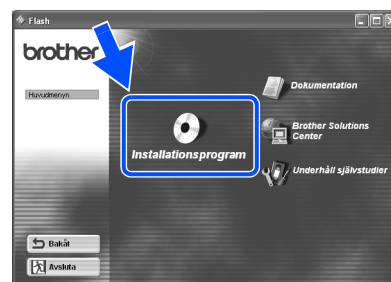 Flash
brother
Huvudmenyn
Dokumentation
Brother Solutions
Center
Installationsprogram
Underhåll självstudier
Bakåt
Avsluta